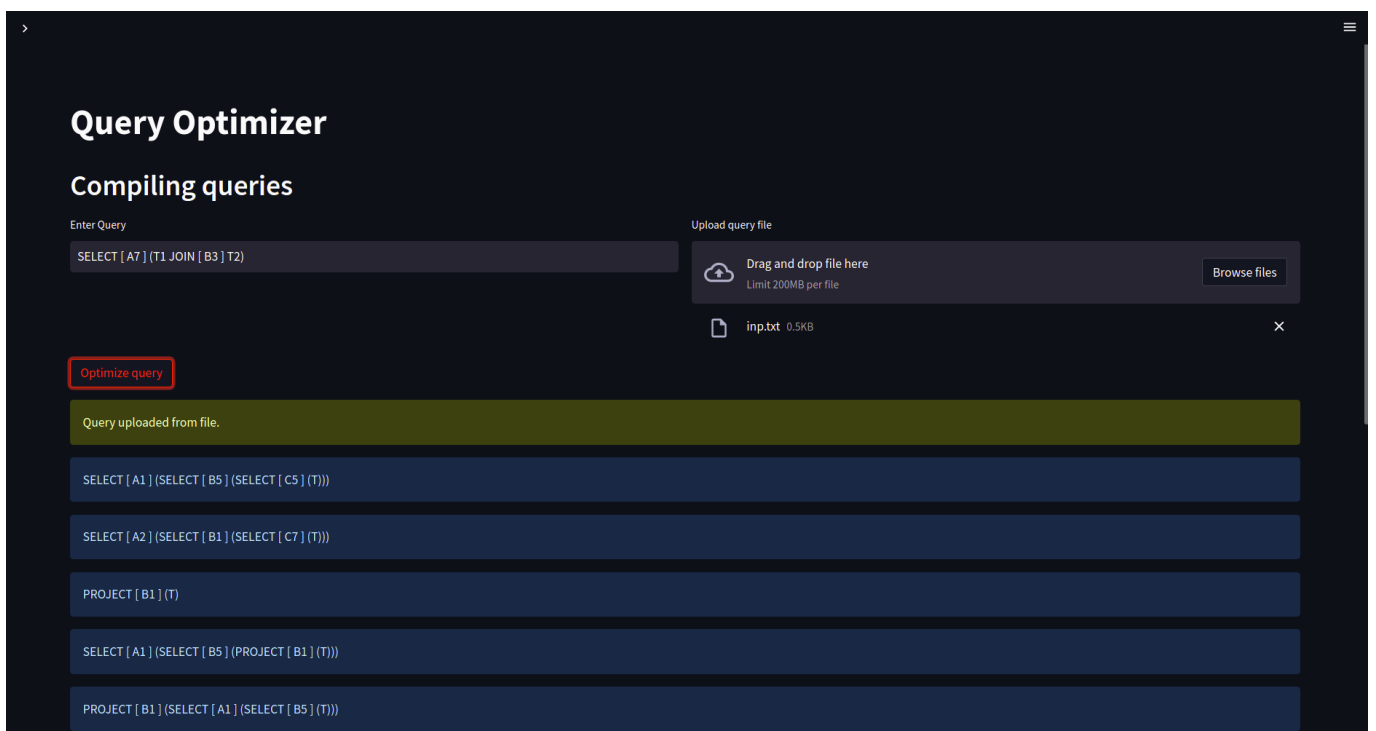 Query Optimizer
Compiling queries
Enter Query
SELECT [ A7 ] (T1 JOIN [ B3 ] T2)
Upload query file
Drag and drop file here
Limit 200MB per file
Browse files
inp.txt 0.5KB
Optimize query
Query uploaded from file.
SELECT [ A1 ] (SELECT [ B5 ] (SELECT [ C5 ] (T)))
SELECT [ A2 ] (SELECT [ B1 ] (SELECT [ C7 ] (T)))
PROJECT [ B1 ] (T)
SELECT [ A1 ] (SELECT [ B5 ] (PROJECT [ B1 ] (T)))
PROJECT [ B1 ] (SELECT [ A1 ] (SELECT [ B5 ] (T)))